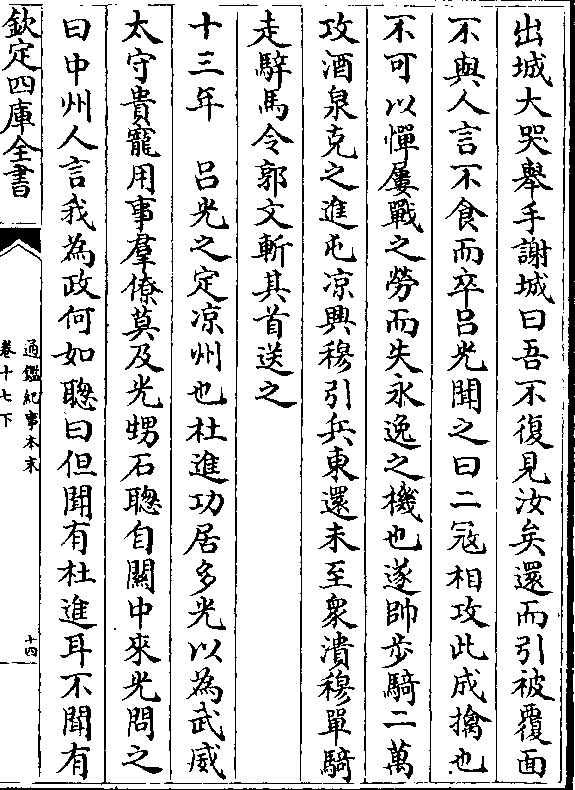 出城大哭舉手謝城曰吾不復見汝矣還而引被覆面
不與人言不食而卒吕光聞之曰二冦相攻此成擒也
不可以憚屢戰之勞而失永逸之機也遂帥步騎二萬
攻酒泉克之進屯凉興穆引兵東還未至衆潰穆單騎
走騂馬令郭文斬其首送之
十三年　吕光之定凉州也杜進功居多光以為武威
太守貴寵用事羣僚莫及光甥石聰自關中來光問之
曰中州人言我為政何如聰曰但聞有杜進耳不聞有
欽定四庫全書
通鑑紀事本末
卷十七下
十四